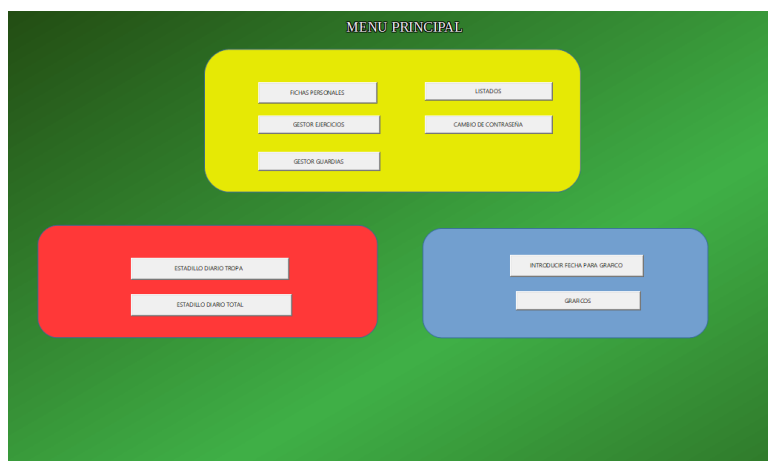 MENU PRINCIPAL
FICHAS PERSONALES
LISTADOS
GESTOR EJERCICIOS
CAMBIO DE CONTRASEÑA
GESTOR GUARDIAS
ESTADILLO DIARIO TROPA
ESTADILLO DIARIO TOTAL
INTRODUCIR FECHA PARA GRAFICO
GRAFICOS